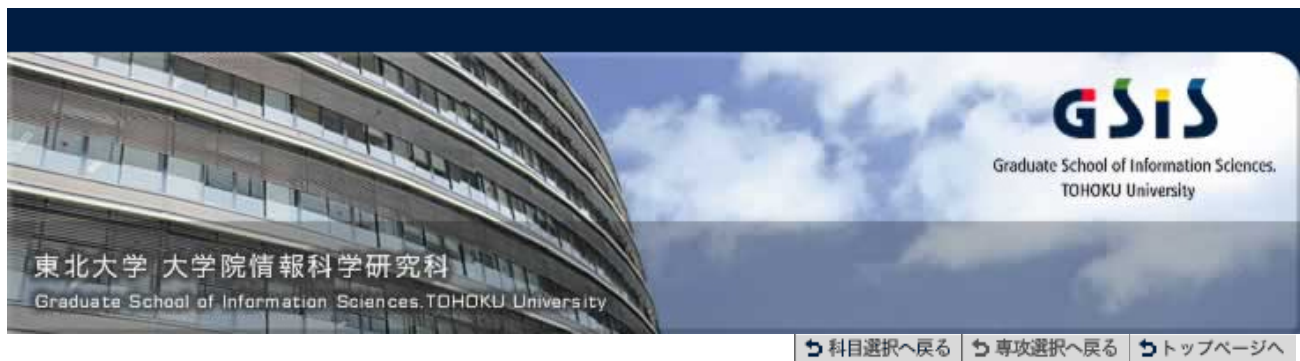 GSiS
Graduate School of Information Sciences.
TOHOKU University
東北大学 大学院情報科学研究科
Graduate School of Information Sciences.TOHOKU University
科目選択へ戻る
専攻選択へ戻る
トップページへ